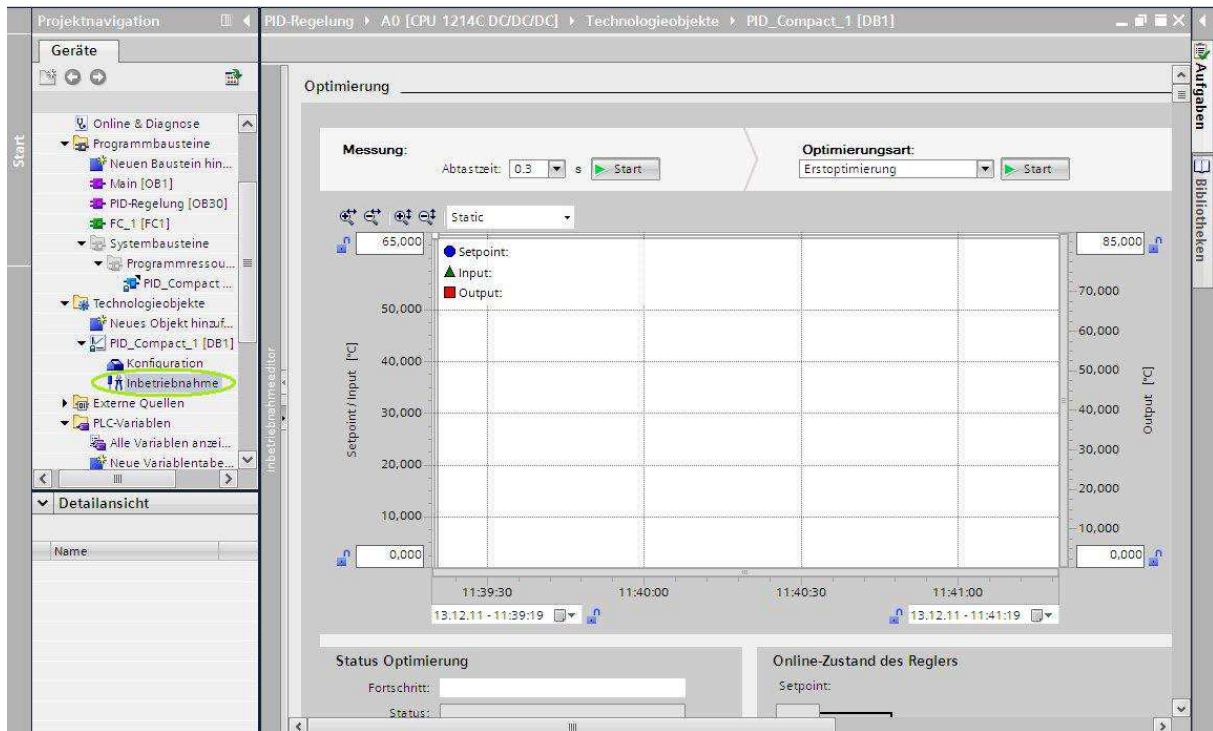 Projektnavigation
PID-Regelung ▸ A0 [CPU 1214C DC/DC/DC] ▸ Technologieobjekte ▸ PID_Compact_1 [DB1]
Start
Geräte
Online & Diagnose
Programmbausteine
Neuen Baustein hin...
Main [OB1]
PID-Regelung [OB30]
FC_1 [FC1]
Systembausteine
Programmressou...
PID_Compact ...
Technologieobjekte
Neues Objekt hinzuf...
PID_Compact_1 [DB1]
Konfiguration
Inbetriebnahme
Externe Quellen
PLC-Variablen
Alle Variablen anzei...
Neue Variablentabe...
Detailansicht
Name
Inbetriebnahmeeditor
Optimierung
Messung:
Abtastzeit: 0.3 s Start
Optimierungsart:
Erstoptimierung Start
Static
65,000
50,000
40,000
30,000
20,000
10,000
0,000
Setpoint / Input [°C]
Setpoint:
Input:
Output:
85,000
70,000
60,000
50,000
40,000
30,000
20,000
10,000
0,000
Output [°C]
11:39:30 11:40:00 11:40:30 11:41:00
13.12.11 - 11:39:19 13.12.11 - 11:41:19
Status Optimierung
Fortschritt:
Status:
Online-Zustand des Reglers
Setpoint:
Aufgaben
Bibliotheken